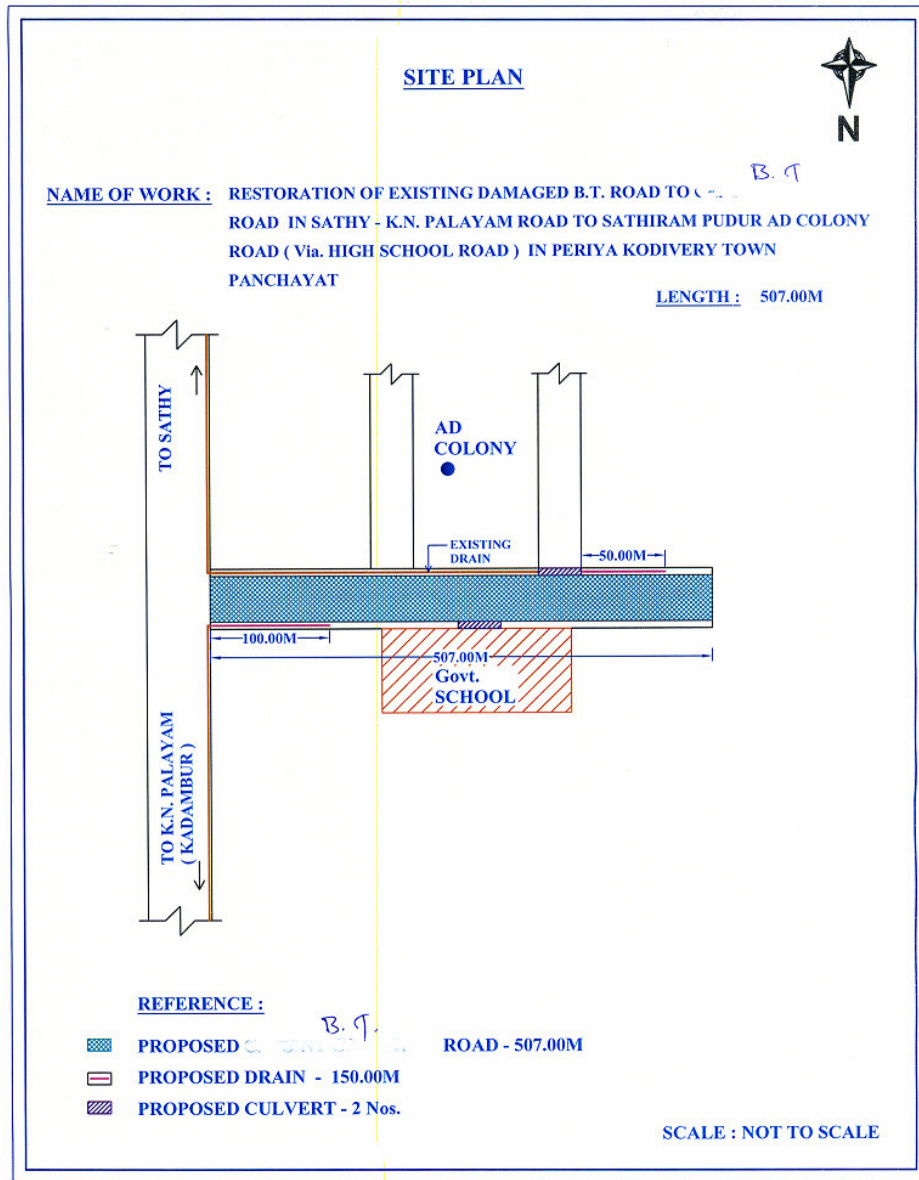 SITE PLAN
N
B.T
NAME OF WORK : RESTORATION OF EXISTING DAMAGED B.T. ROAD TO
ROAD IN SATHY - K.N. PALAYAM ROAD TO SATHIRAM PUDUR AD COLONY
ROAD ( Via. HIGH SCHOOL ROAD ) IN PERIYA KODIVERY TOWN
PANCHAYAT
LENGTH : 507.00M
TO SATHY
AD
COLONY
EXISTING
DRAIN
50.00M
100.00M
507.00M
Govt.
SCHOOL
TO K.N. PALAYAM
( KADAMBUR )
REFERENCE :
B.T.
PROPOSED ROAD - 507.00M
PROPOSED DRAIN - 150.00M
PROPOSED CULVERT - 2 Nos.
SCALE : NOT TO SCALE